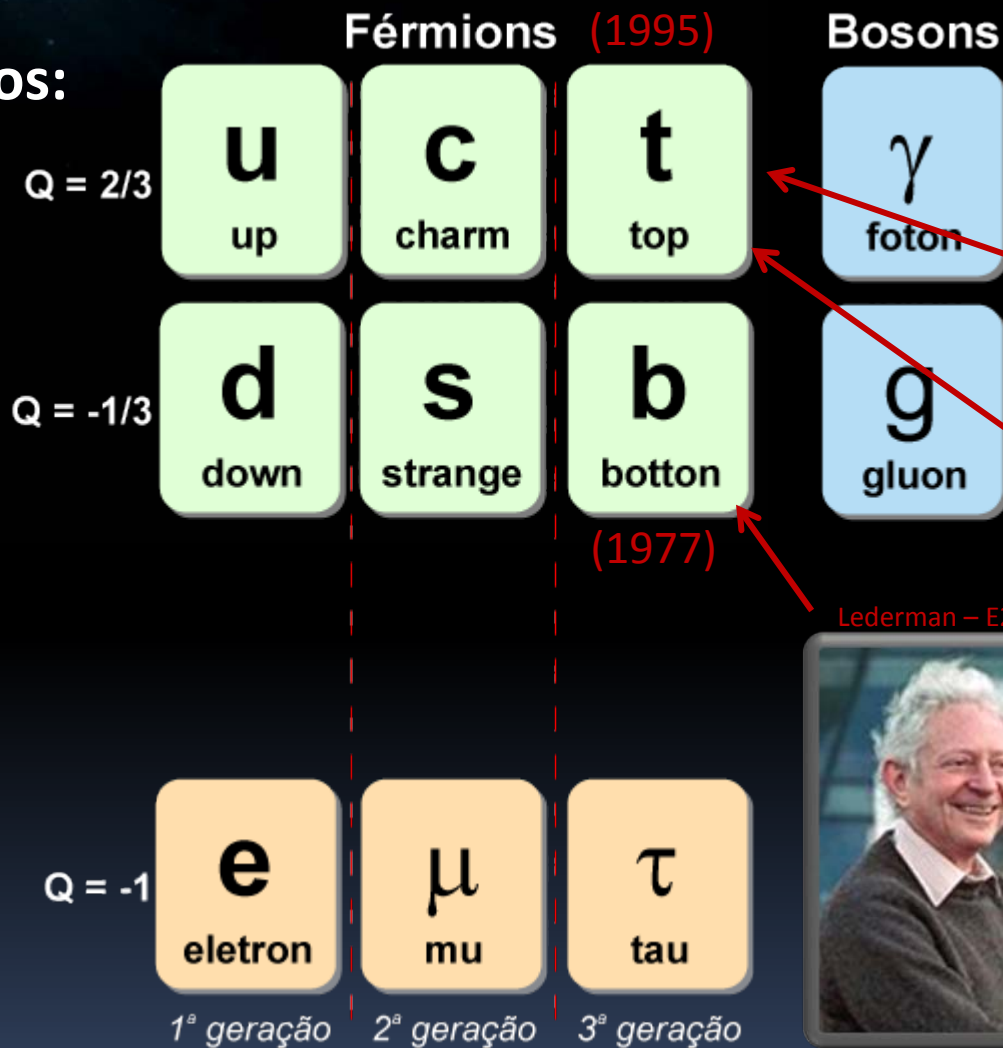 Férmions (1995) Bosons
os:
Q = 2/3
u
up
c
charm
t
top
γ
foton
Q = -1/3
d
down
s
strange
b
botton
g
gluon
(1977)
Lederman – E
Q = -1
e
eletron
μ
mu
τ
tau
1ª geração 2ª geração 3ª geração